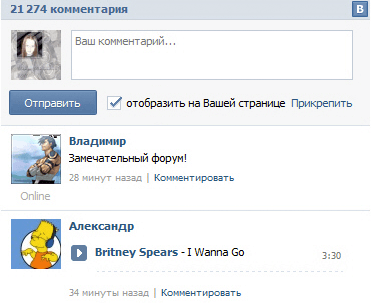 21 274 комментария B
Ваш комментарий...
Отправить отобразить на Вашей странице Прикрепить
Владимир
Замечательный форум!
28 минут назад | Комментировать
Online
Александр
Britney Spears - I Wanna Go 3:30
34 минуты назад | Комментировать